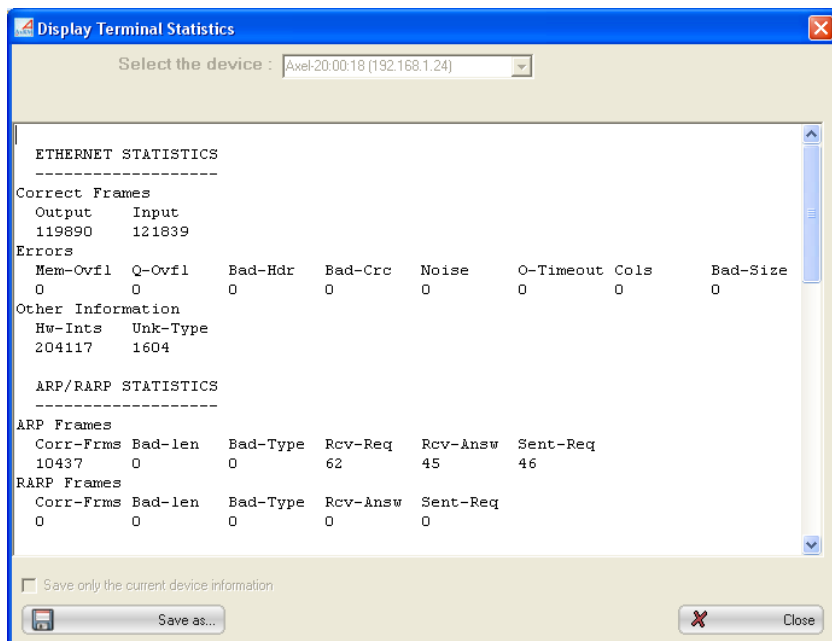 Display Terminal Statistics
Select the device : Axel-20:00:18 (192.168.1.24)
ETHERNET STATISTICS
-------------------
Correct Frames
Output Input
119890 121839
Errors
Mem-Ovfl Q-Ovfl Bad-Hdr Bad-Crc Noise O-Timeout Cols Bad-Size
0 0 0 0 0 0 0 0
Other Information
Hw-Ints Unk-Type
204117 1604
ARP/RARP STATISTICS
-------------------
ARP Frames
Corr-Frms Bad-len Bad-Type Rcv-Req Rcv-Answ Sent-Req
10437 0 0 62 45 46
RARP Frames
Corr-Frms Bad-len Bad-Type Rcv-Answ Sent-Req
0 0 0 0 0
Save only the current device information
Save as... Close